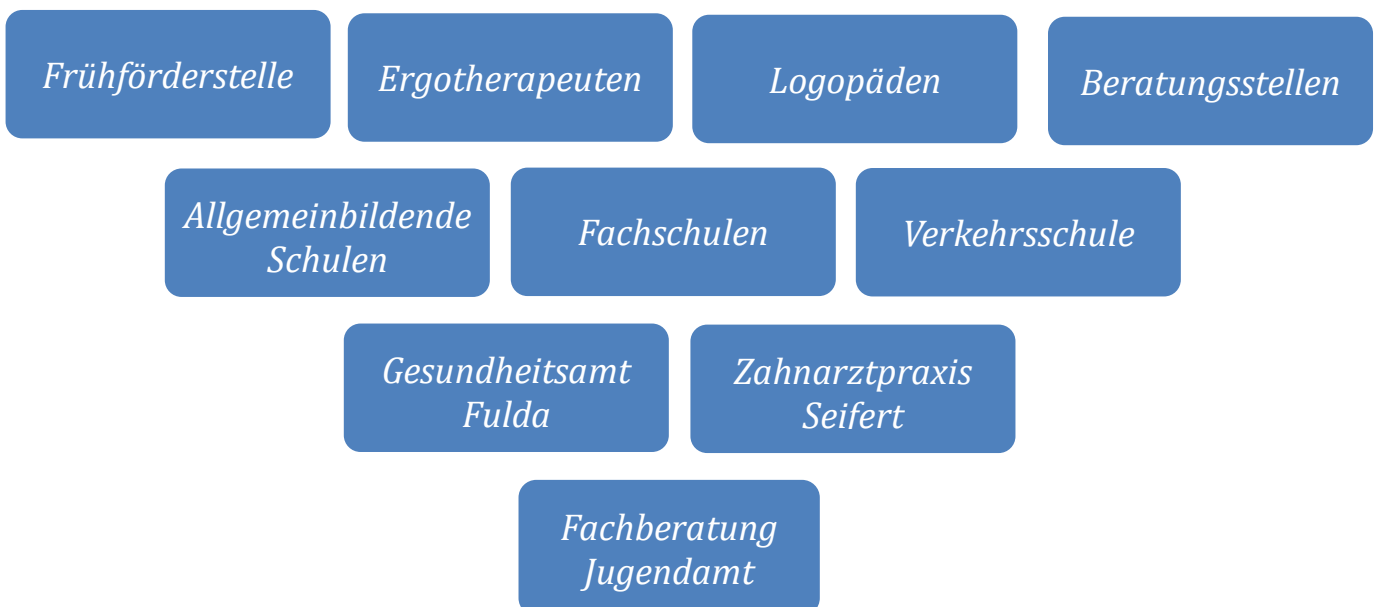 Frühförderstelle
Ergotherapeuten
Logopäden
Beratungsstellen
Allgemeinbildende
Schulen
Fachschulen
Verkehrsschule
Gesundheitsamt
Fulda
Zahnarztpraxis
Seifert
Fachberatung
Jugendamt